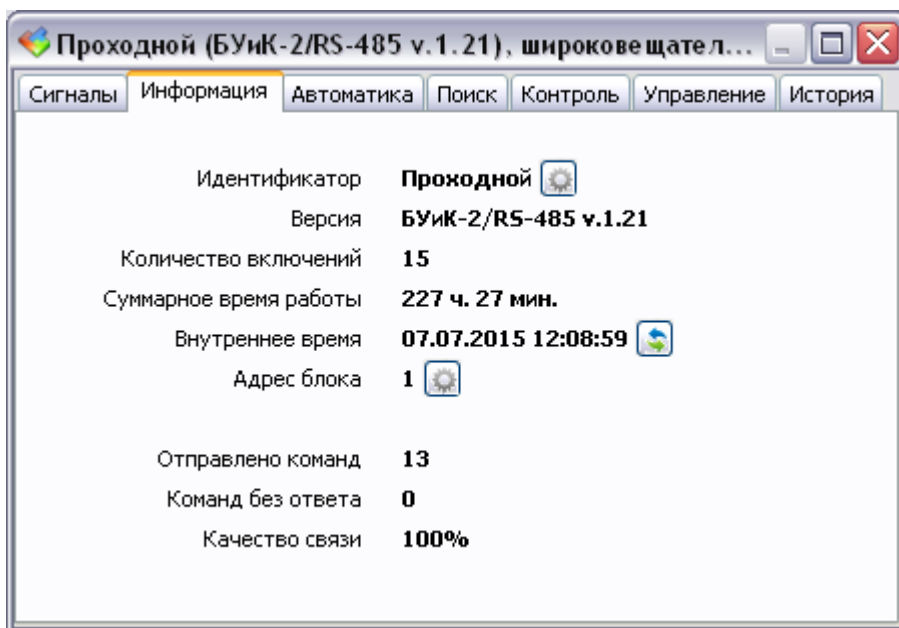 Проходной (БУиК-2/RS-485 v.1.21), широковещател...
Сигналы Информация Автоматика Поиск Контроль Управление История
Идентификатор Проходной
Версия БУиК-2/RS-485 v.1.21
Количество включений 15
Суммарное время работы 227 ч. 27 мин.
Внутреннее время 07.07.2015 12:08:59
Адрес блока 1
Отправлено команд 13
Команд без ответа 0
Качество связи 100%